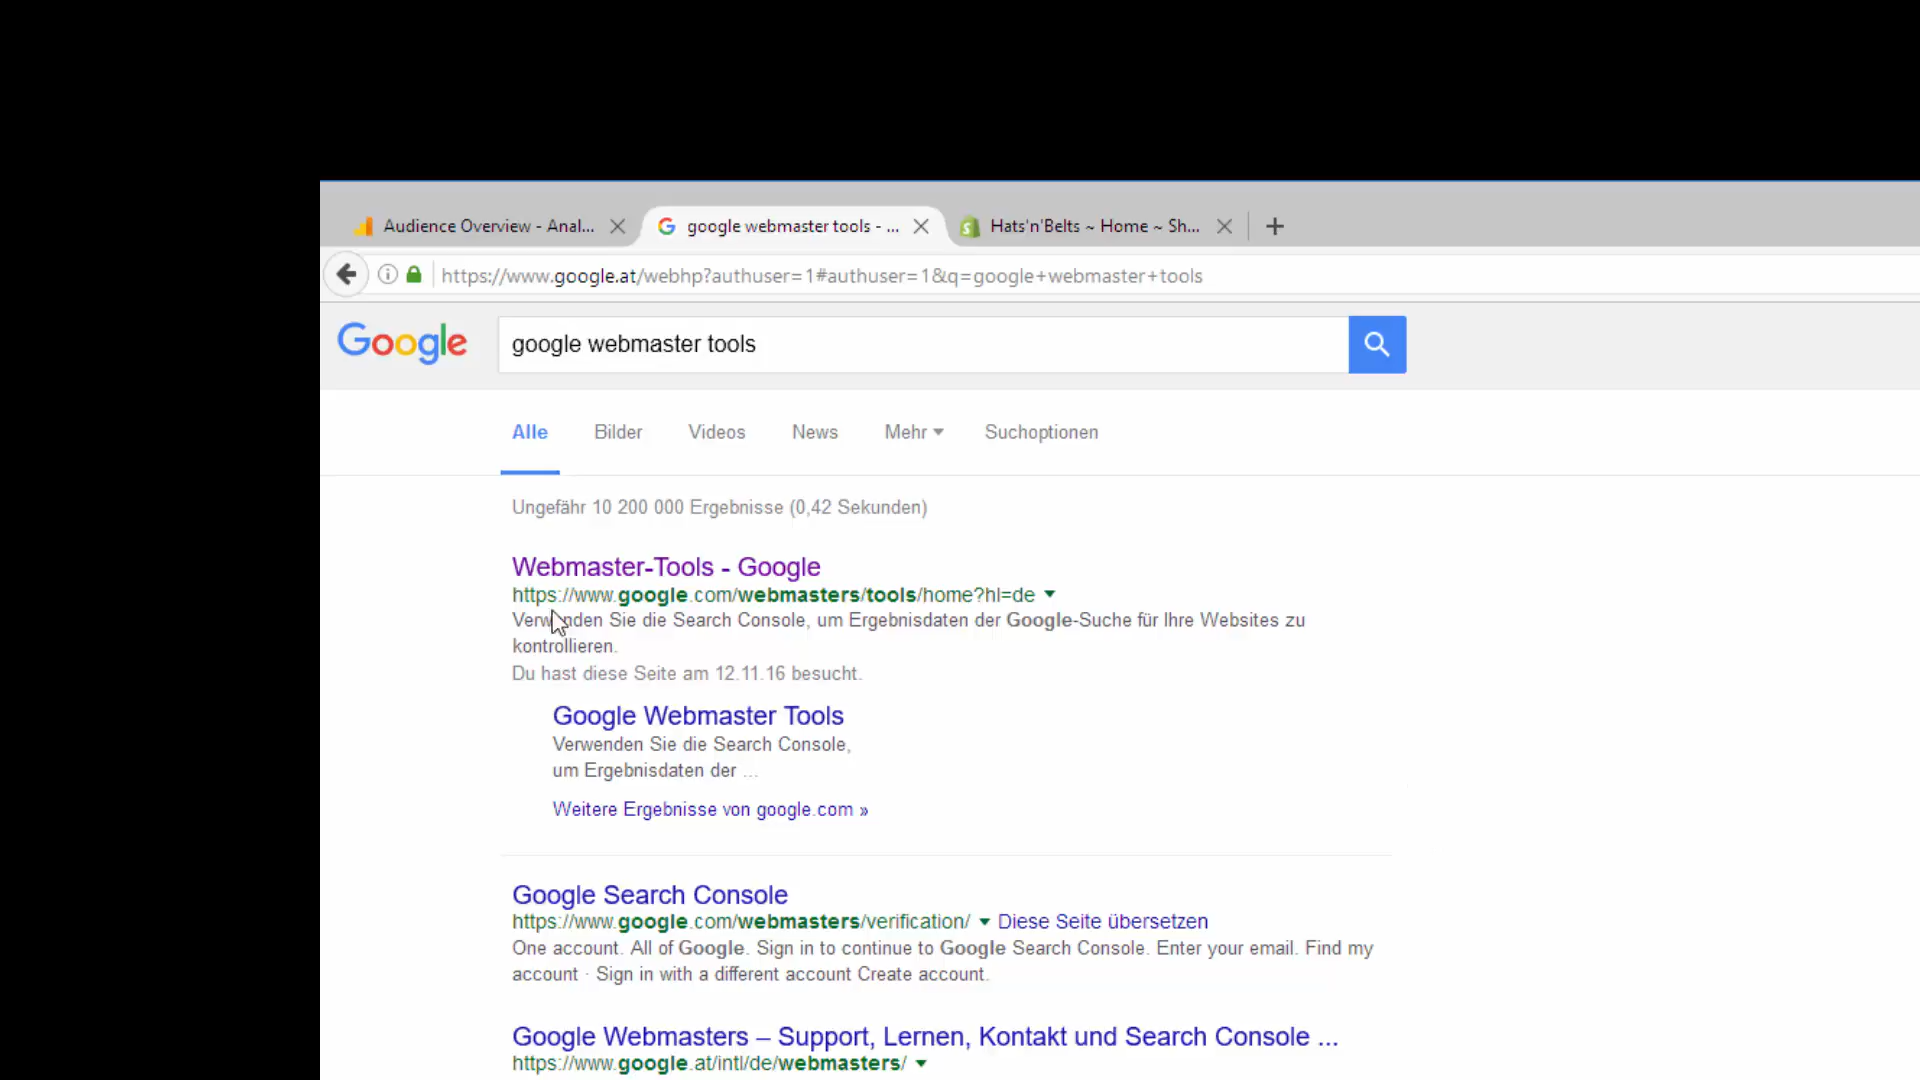 Audience Overview - Anal...
google webmaster tools - ...
Hats'n'Belts ~ Home ~ Sh...
https://www.google.at/webhp?authuser=1#authuser=1&q=google+webmaster+tools
Google
google webmaster tools
Alle Bilder Videos News Mehr Suchoptionen
Ungefähr 10 200 000 Ergebnisse (0,42 Sekunden)
Webmaster-Tools - Google
https://www.google.com/webmasters/tools/home?hl=de
Verwenden Sie die Search Console, um Ergebnisdaten der Google-Suche für Ihre Websites zu
kontrollieren.
Du hast diese Seite am 12.11.16 besucht.
Google Webmaster Tools
Verwenden Sie die Search Console,
um Ergebnisdaten der ...
Weitere Ergebnisse von google.com »
Google Search Console
https://www.google.com/webmasters/verification/ Diese Seite übersetzen
One account. All of Google. Sign in to continue to Google Search Console. Enter your email. Find my
account · Sign in with a different account Create account.
Google Webmasters – Support, Lernen, Kontakt und Search Console ...
https://www.google.at/intl/de/webmasters/